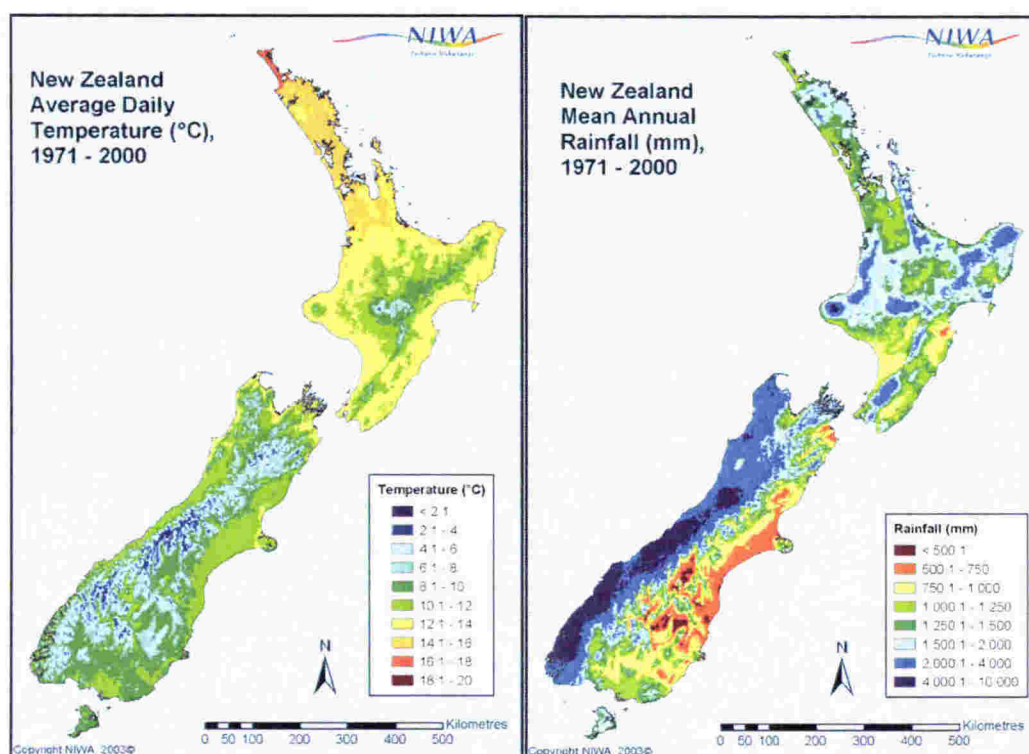 NIWA
New Zealand
Average Daily
Temperature (°C),
1971 - 2000
Temperature (°C)
< 2 1
2 1 - 4
4 1 - 6
6 1 - 8
8 1 - 10
10 1 - 12
12 1 - 14
14 1 - 16
16 1 - 18
18 1 - 20
N
Kilometres
0 50 100 200 300 400 500
Copyright NIWA, 2003©
NIWA
New Zealand
Mean Annual
Rainfall (mm),
1971 - 2000
Rainfall (mm)
< 500 1
500 1 - 750
750 1 - 1 000
1 000 1 - 1 250
1 250 1 - 1 500
1 500 1 - 2 000
2 000 1 - 4 000
4 000 1 - 10 000
N
Kilometres
0 50 100 200 300 400 500
Copyright NIWA, 2003©